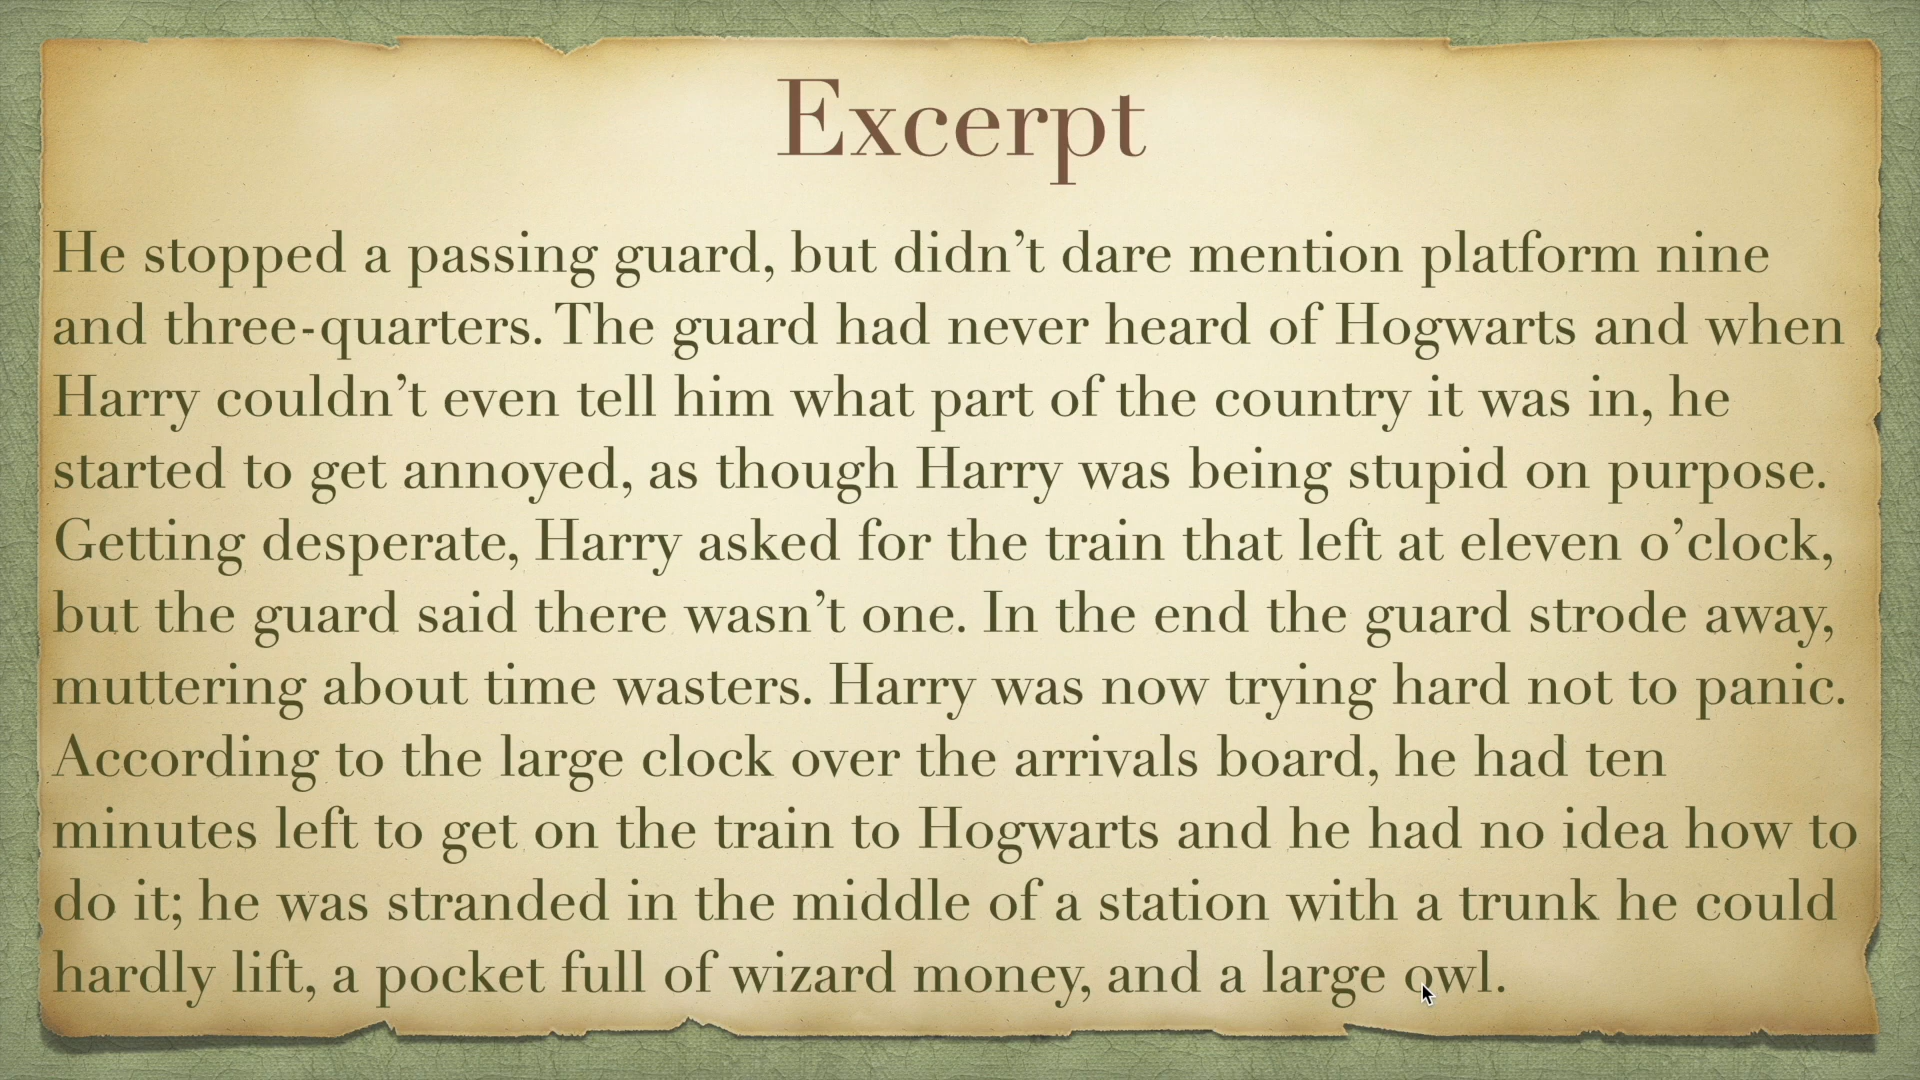 Excerpt
He stopped a passing guard, but didn’t dare mention platform nine
and three-quarters. The guard had never heard of Hogwarts and when
Harry couldn’t even tell him what part of the country it was in, he
started to get annoyed, as though Harry was being stupid on purpose.
Getting desperate, Harry asked for the train that left at eleven o’clock,
but the guard said there wasn’t one. In the end the guard strode away,
muttering about time wasters. Harry was now trying hard not to panic.
According to the large clock over the arrivals board, he had ten
minutes left to get on the train to Hogwarts and he had no idea how to
do it; he was stranded in the middle of a station with a trunk he could
hardly lift, a pocket full of wizard money, and a large owl.